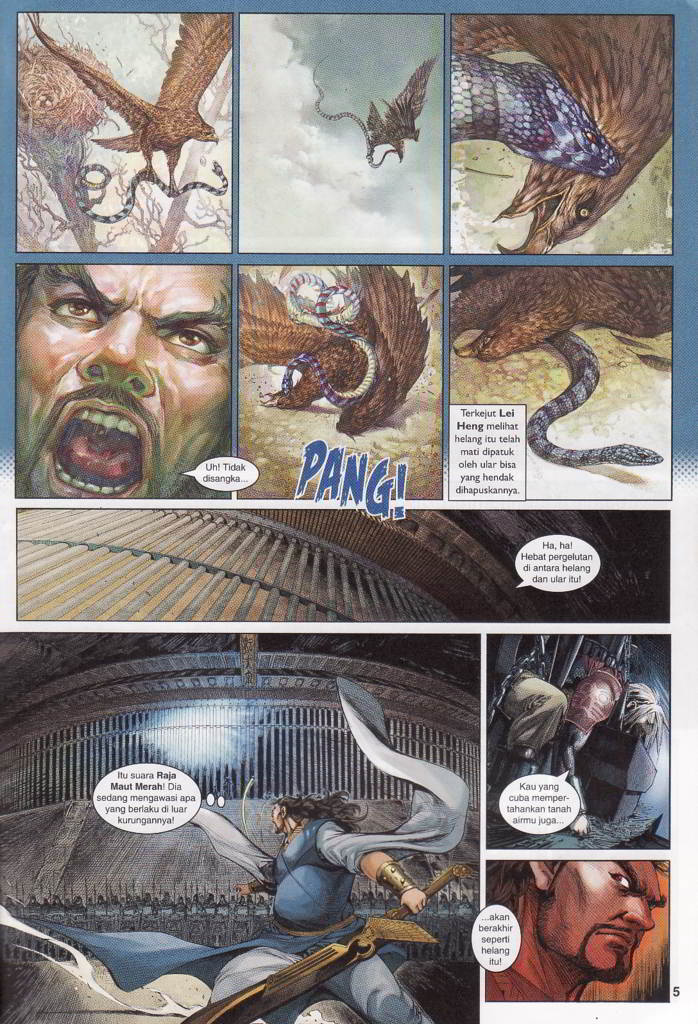 Uh! Tidak
disangka...
PANG!
Terkejut Lei
Heng melihat
helang itu telah
mati dipatuk
oleh ular bisa
yang hendak
dihapuskannya.
Ha, ha!
Hebat pergelutan
di antara helang
dan ular itu!
Itu suara Raja
Maut Merah! Dia
sedang mengawasi apa
yang berlaku di luar
kurungannya!
Kau yang
cuba memper-
tahankan tanah
airmu juga...
...akan
berakhir
seperti
helang
itu!
5